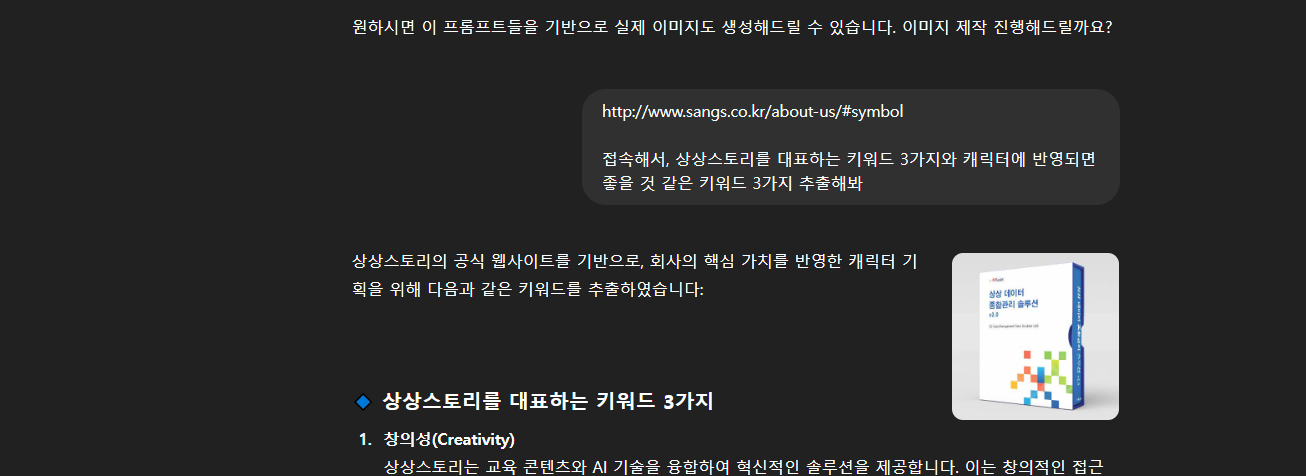 원하시면 이 프롬프트들을 기반으로 실제 이미지도 생성해드릴 수 있습니다. 이미지 제작 진행해드릴까요?
http://www.sangs.co.kr/about-us/#symbol
접속해서, 상상스토리를 대표하는 키워드 3가지와 캐릭터에 반영되면
좋을 것 같은 키워드 3가지 추출해봐
상상스토리의 공식 웹사이트를 기반으로, 회사의 핵심 가치를 반영한 캐릭터 기
획을 위해 다음과 같은 키워드를 추출하였습니다:
상상 데이터
종합관리 솔루션
v2.0
상상스토리를 대표하는 키워드 3가지
1. 창의성(Creativity)
상상스토리는 교육 콘텐츠와 AI 기술을 융합하여 혁신적인 솔루션을 제공합니다. 이는 창의적인 접근